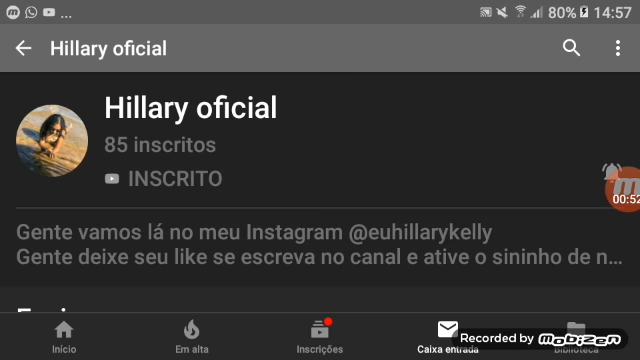 ... 80% 14:57
Hillary oficial
Hillary oficial
85 inscritos
INSCRITO
00:52
Gente vamos lá no meu Instagram @euhillarykelly
Gente deixe seu like se escreva no canal e ative o sininho de n...
Início
Em alta
Inscrições
Caixa entrada
Biblioteca
Recorded by MOBIZEN